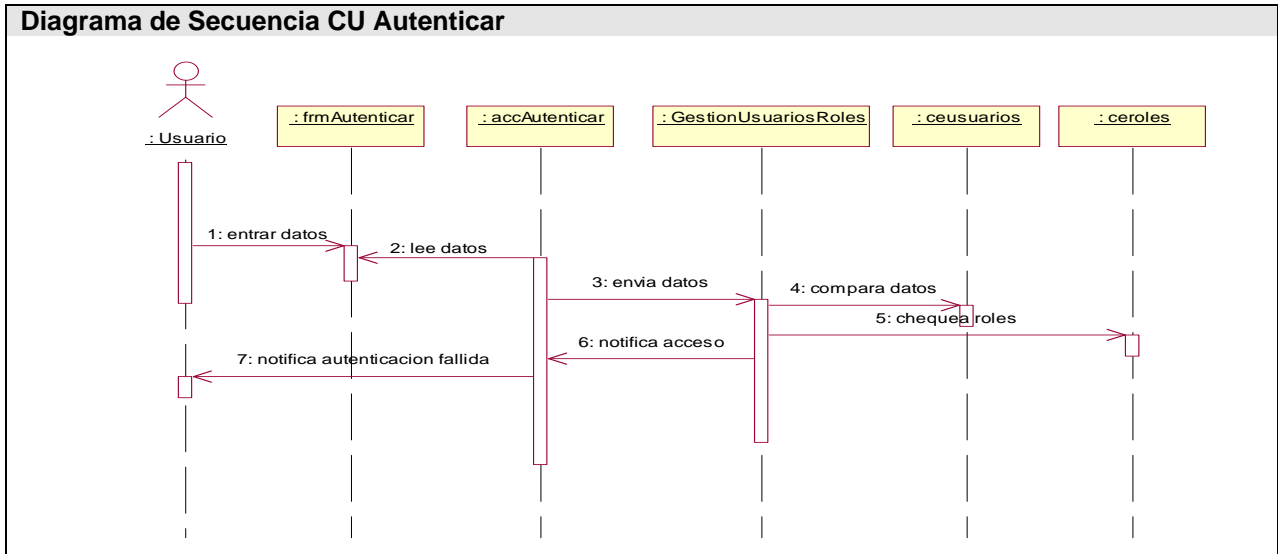 Diagrama de Secuencia CU Autenticar
: Usuario
: frmAutenticar
: accAutenticar
: GestionUsuariosRoles
: ceusuarios
: ceroles
1: entrar datos
2: lee datos
3: envia datos
4: compara datos
5: chequea roles
6: notifica acceso
7: notifica autenticacion fallida